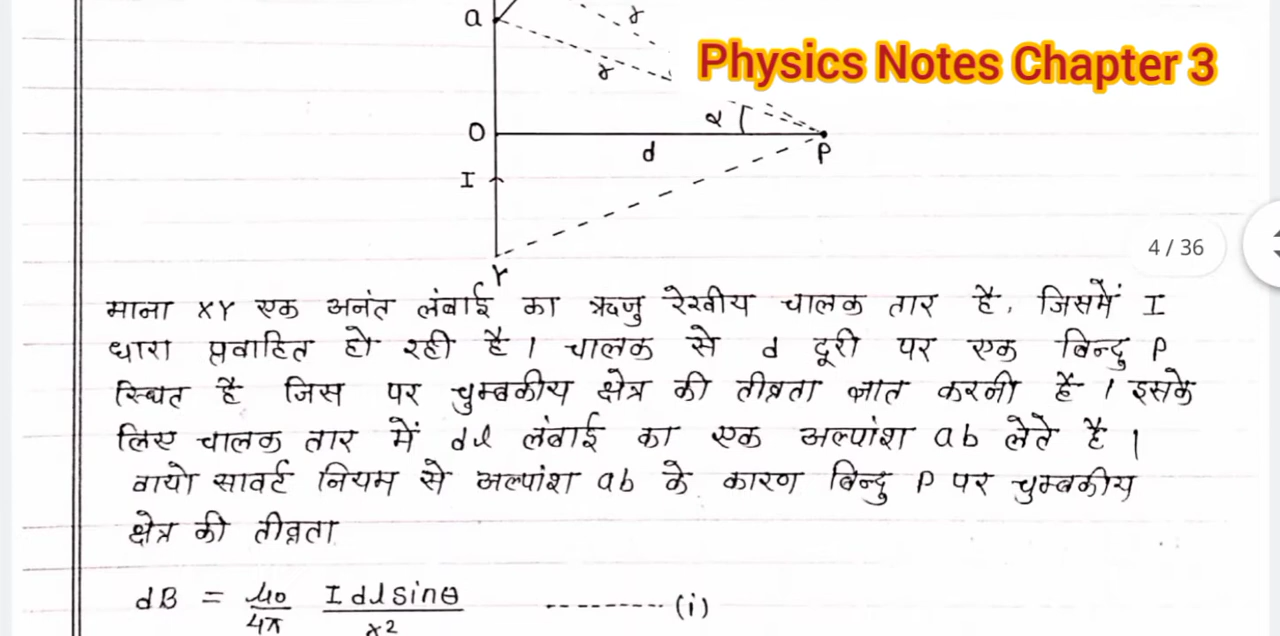 a
r
r
Physics Notes Chapter 3
α
O
d
P
I
4 / 36
Y
माना XY एक अनंत लंबाई का ऋजु रेखीय चालक तार है, जिसमें I
धारा प्रवाहित हो रही है । चालक से d दूरी पर एक बिन्दु P
स्थित है जिस पर चुम्बकीय क्षेत्र की तीव्रता ज्ञात करनी है । इसके
लिए चालक तार में dl लंबाई का एक अल्पांश ab लेते है ।
वायो सावर्ट नियम से अल्पांश ab के कारण बिन्दु P पर चुम्बकीय
क्षेत्र की तीव्रता
dB = μ0/4π I dl sinθ/r2 --------- (i)